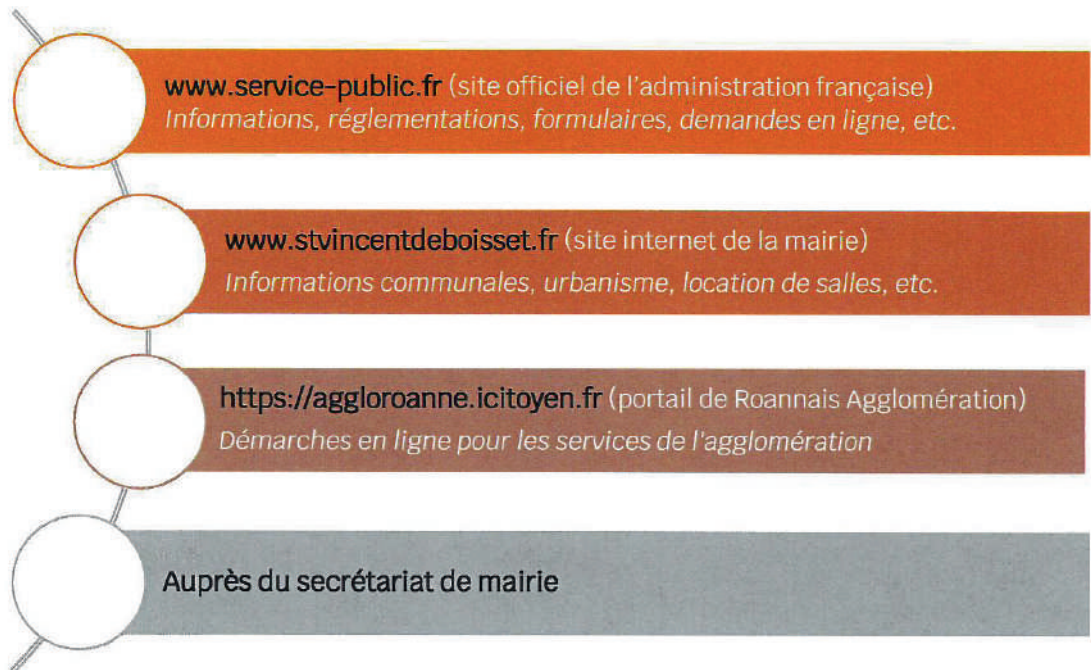 www.service-public.fr (site officiel de l'administration française)
Informations, réglementations, formulaires, demandes en ligne, etc.
www.stvincentdeboisset.fr (site internet de la mairie)
Informations communales, urbanisme, location de salles, etc.
https://aggloroanne.icitoyen.fr (portail de Roannais Agglomération)
Démarches en ligne pour les services de l'agglomération
Auprès du secrétariat de mairie